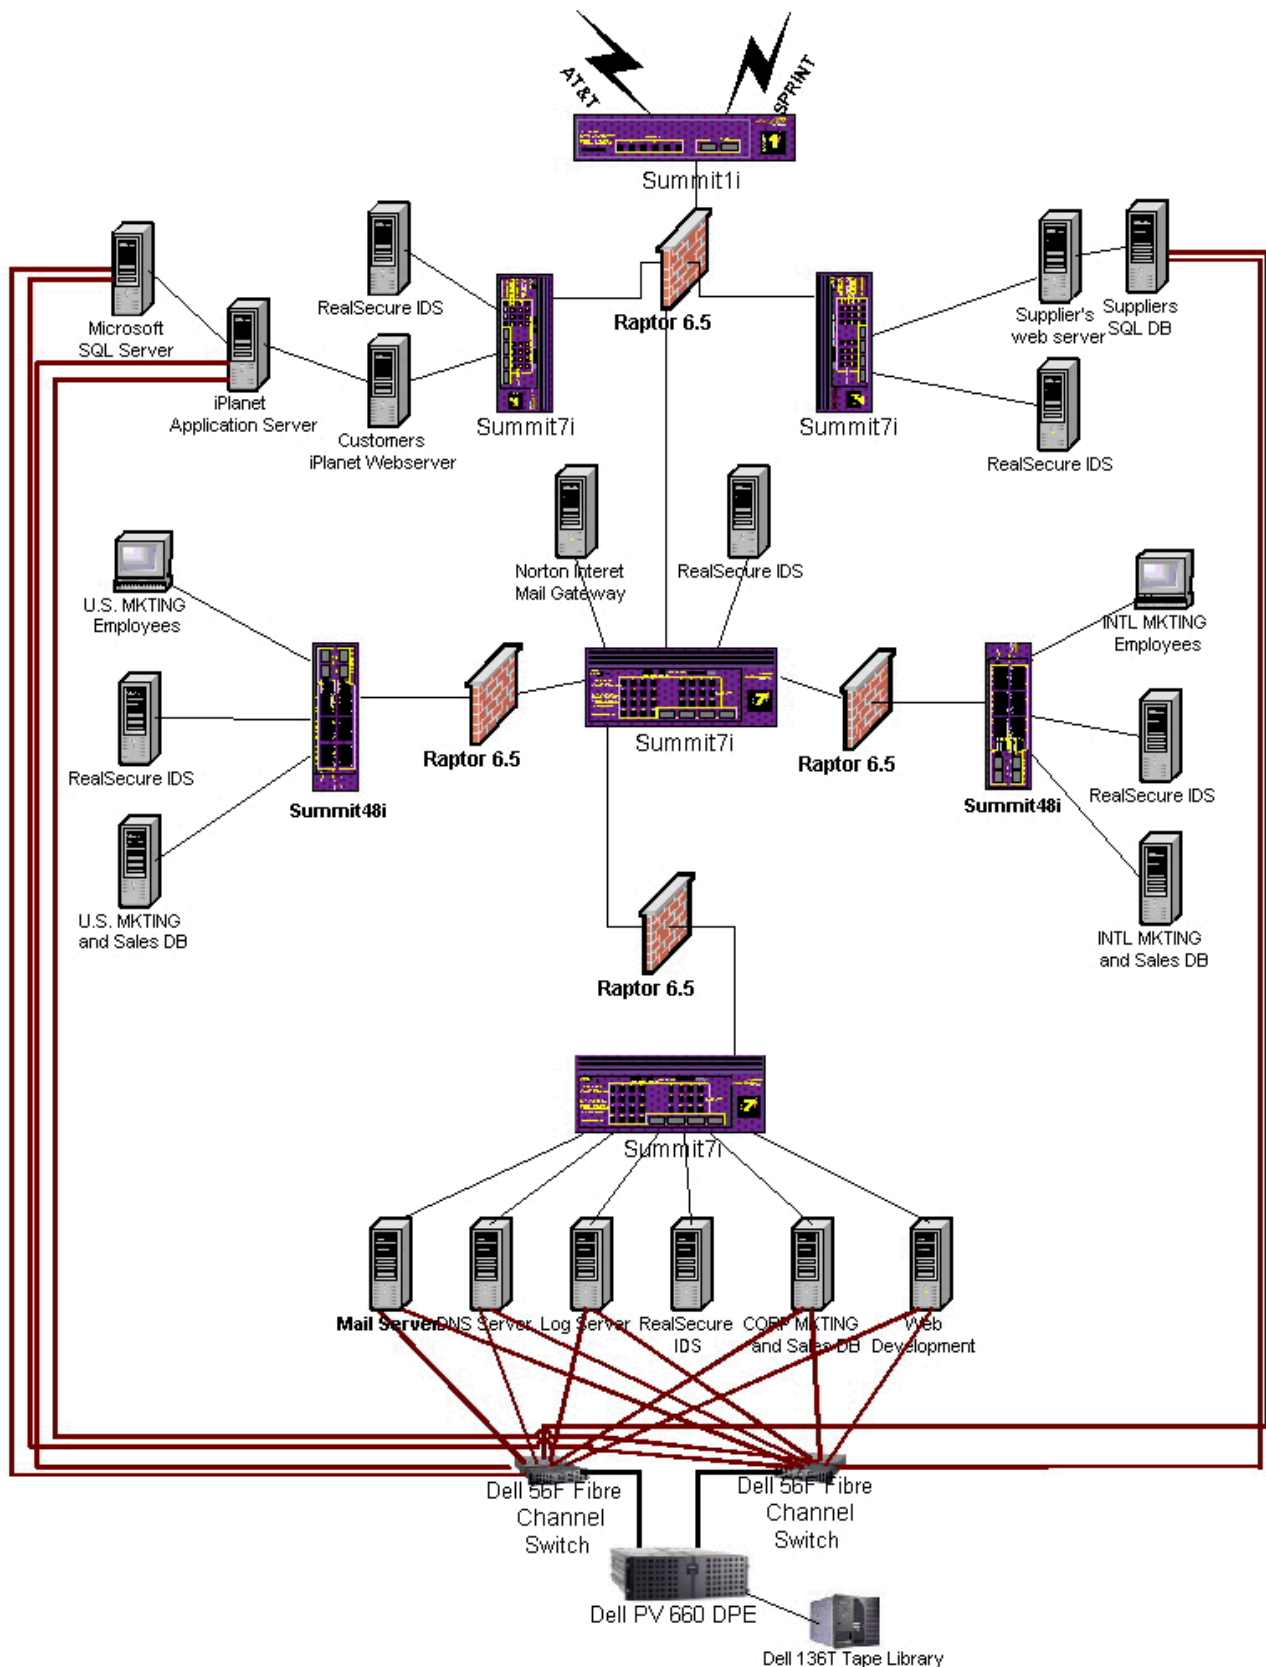 AT&T
SPRINT
Summit1i
RealSecure IDS
Raptor 6.5
Microsoft
SQL Server
Supplier's
web server
Suppliers
SQL DB
iPlanet
Application Server
Customers
iPlanet Webserver
Summit7i
Summit7i
RealSecure IDS
Norton Interet
Mail Gateway
RealSecure IDS
U.S. MKTING
Employees
INTL MKTING
Employees
Summit7i
Raptor 6.5
Raptor 6.5
RealSecure IDS
Summit48i
Summit48i
RealSecure IDS
U.S. MKTING
and Sales DB
INTL MKTING
and Sales DB
Raptor 6.5
Summit7i
Mail Server
DNS Server
Log Server
RealSecure
IDS
CORP MKTING
and Sales DB
Web
Development
Dell 56F Fibre
Channel
Switch
Dell 56F Fibre
Channel
Switch
Dell PV 660 DPE
Dell 136T Tape Library